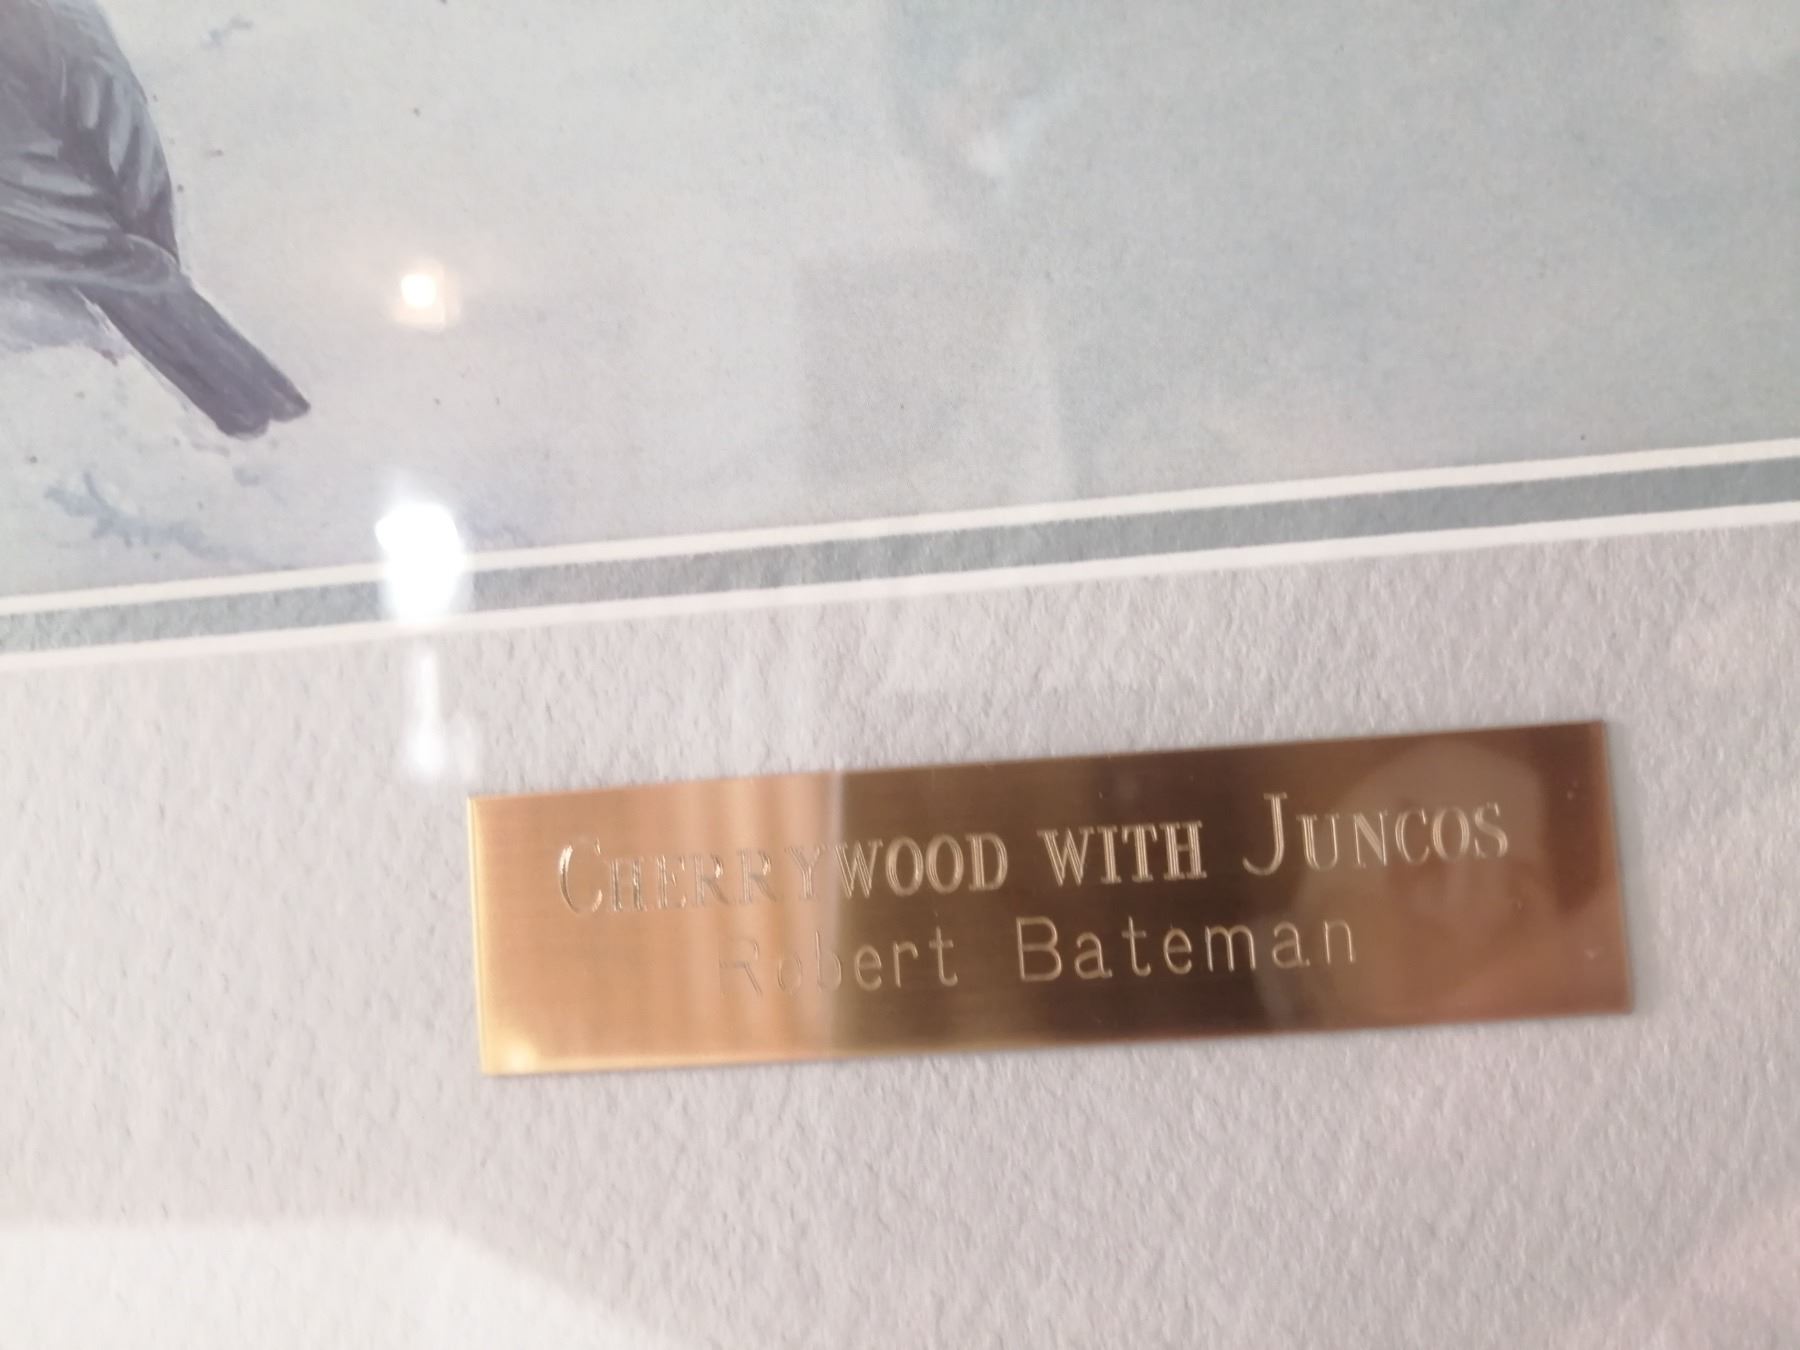 CHERRYWOOD WITH JUNCOS
Robert Bateman